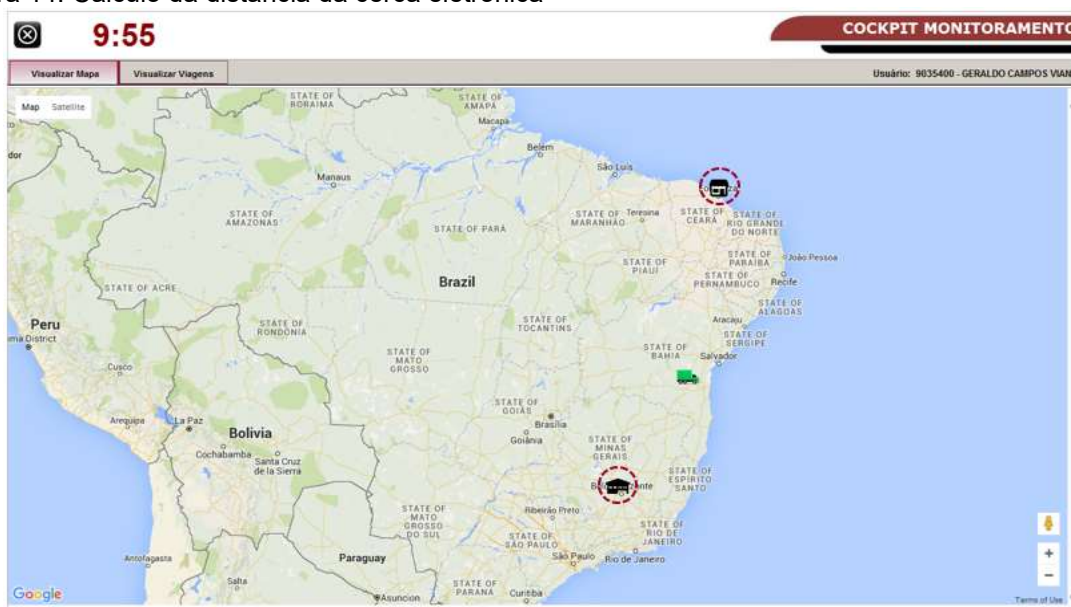 Cálculo da distância da cerca eletrônica
9:55
COCKPIT MONITORAMENTO
Visualizar Mapa
Visualizar Viagens
Usuário: 9035400 - GERALDO CAMPOS VIAN
Map
Satellite
STATE OF
RORAIMA
STATE OF
AMAPÁ
Macapá
Belém
São Luís
Manaus
STATE OF
AMAZONAS
STATE OF PARÁ
STATE OF
MARANHÃO
Teresina
STATE OF
CEARÁ
STATE OF
RIO GRANDE
DO NORTE
STATE OF
PARAÍBA
João Pessoa
STATE OF
PIAUÍ
STATE OF
PERNAMBUCO
Recife
Brazil
STATE OF ACRE
STATE OF
ALAGOAS
Peru
ma District
STATE OF
RONDÔNIA
STATE OF
TOCANTINS
Aracaju
STATE OF
SERGIPE
STATE OF
MATO
GROSSO
STATE OF
BAHIA
Salvador
Cusco
STATE OF
GOIÁS
Brasília
Arequipa
La Paz
Bolivia
Goiânia
STATE OF
MINAS
GERAIS
Cochabamba
Santa Cruz
de la Sierra
STATE OF
ESPÍRITO
SANTO
STATE OF
MATO
GROSSO
DO SUL
Ribeirão Preto
STATE OF
RIO DE
JANEIRO
STATE OF
SÃO PAULO
Antofagasta
Paraguay
São Paulo
Rio de Janeiro
Salta
STATE OF
PARANÁ
Curitiba
Asunción
Google
Terms of Use